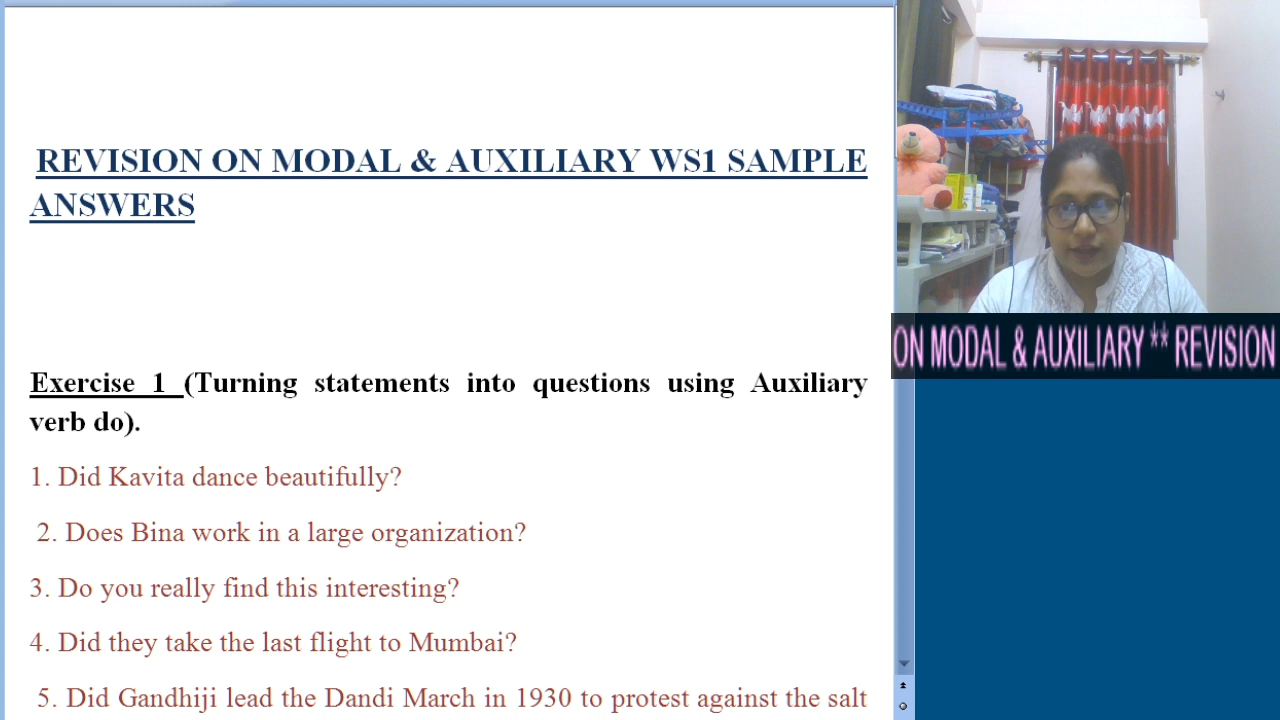 REVISION ON MODAL & AUXILIARY WS1 SAMPLE
ANSWERS
Exercise 1 (Turning statements into questions using Auxiliary
verb do).
1. Did Kavita dance beautifully?
2. Does Bina work in a large organization?
3. Do you really find this interesting?
4. Did they take the last flight to Mumbai?
5. Did Gandhiji lead the Dandi March in 1930 to protest against the salt
ON MODAL & AUXILIARY ** REVISION